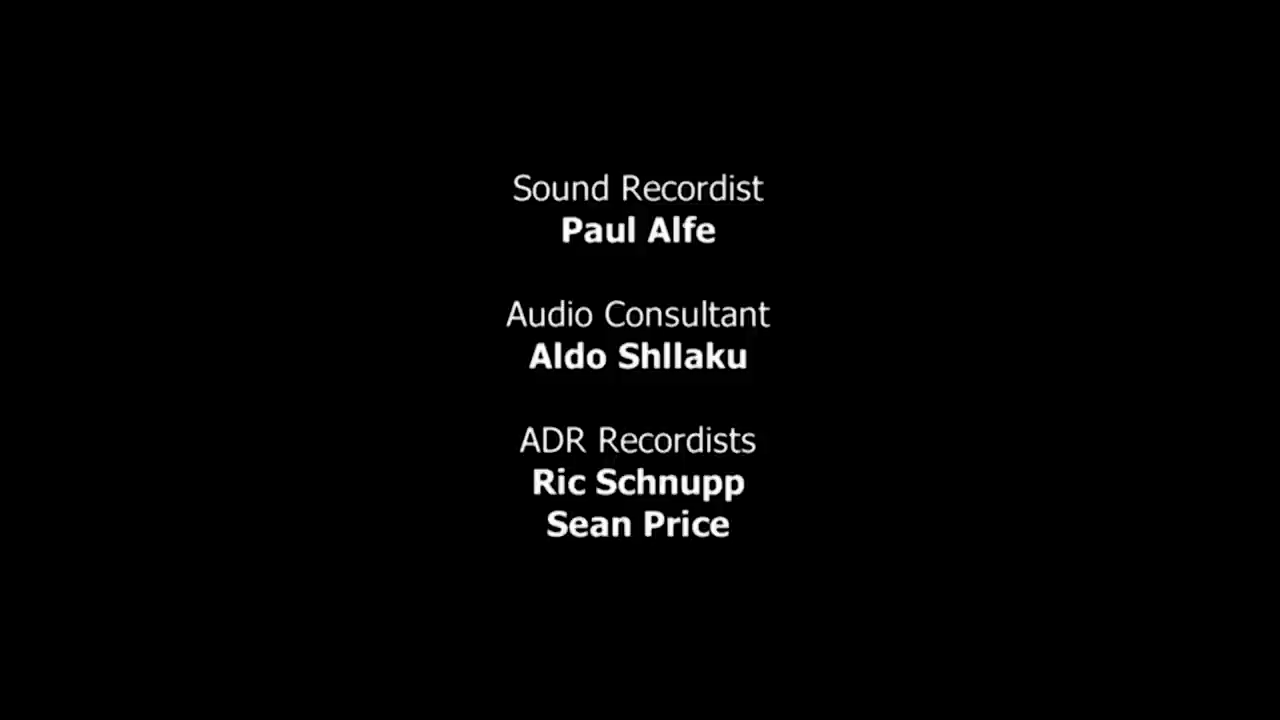 Sound Recordist
Paul Alfe
Audio Consultant
Aldo Shllaku
ADR Recordists
Ric Schnupp
Sean Price